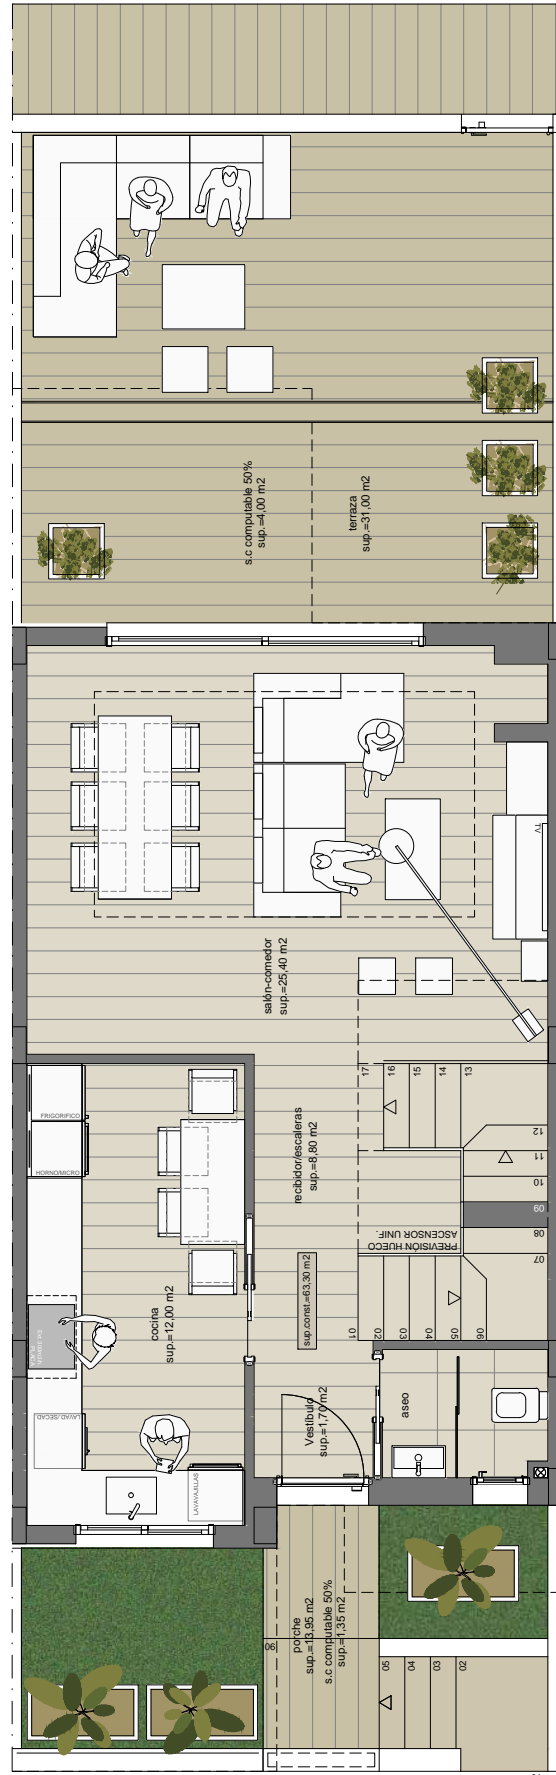 s.c computable 50%
sup.=4,00 m2
terraza
sup.=31,00 m2
TV
salón-comedor
sup.=25,40 m2
17
16
15
14
13
12
11
10
09
08
07
FRIGORIFICO
HORNO/MICRO
recibidor/escaleras
sup.=8,80 m2
PREVISIÓN HUECO
ASCENSOR UNIF.
sup.const.=63,30 m2
01
02
03
04
05
06
cocina
sup.=12,00 m2
LAVAD./SECAD.
LAVAVAJILLAS
Vestíbulo
sup.=1,70 m2
aseo
porche
sup.=13,95 m2
s.c computable 50%
sup.=1,35 m2
06
05
04
03
02